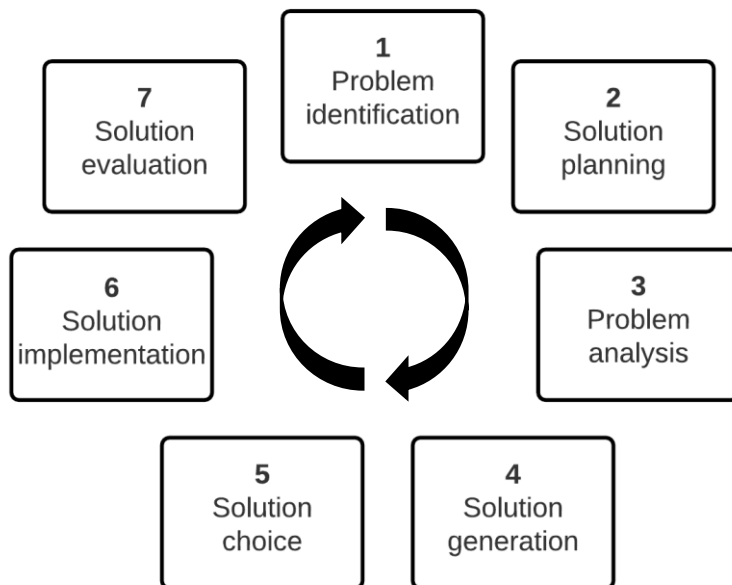 1
Problem
identification
2
Solution
planning
3
Problem
analysis
4
Solution
generation
5
Solution
choice
6
Solution
implementation
7
Solution
evaluation